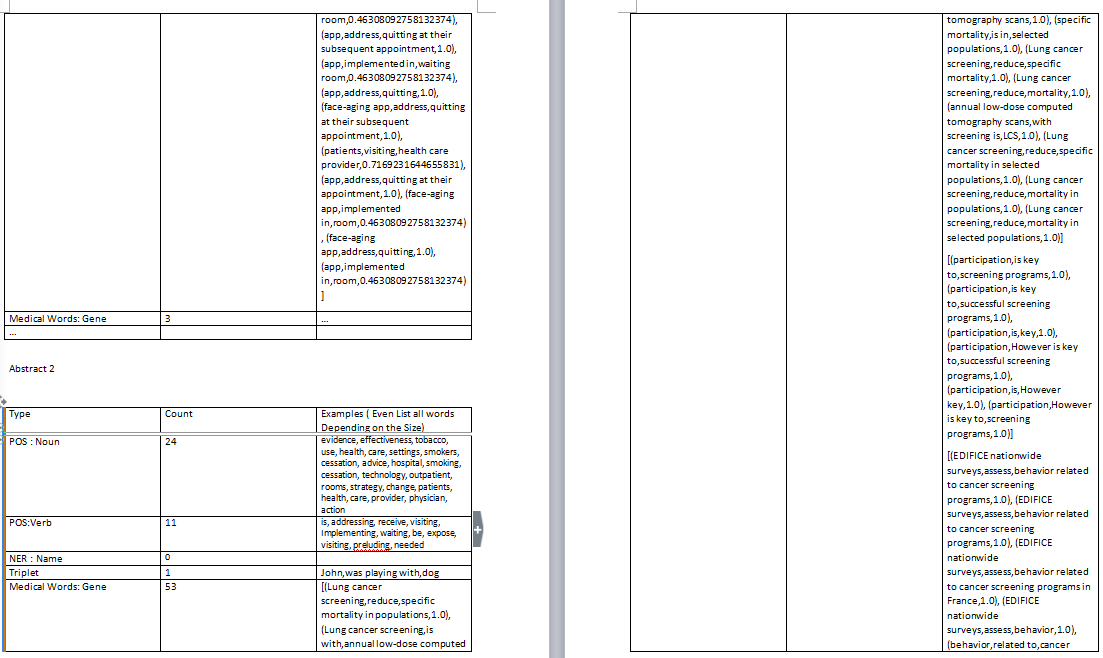 room,0.46308092758132374),
(app,address,quitting at their
subsequent appointment,1.0),
(app,implemented in,waiting
room,0.46308092758132374),
(app,address,quitting,1.0),
(face-aging app,address,quitting
at their subsequent
appointment,1.0),
(patients,visiting,health care
provider,0.7169231644655831),
(app,address,quitting at their
appointment,1.0), (face-aging
app,implemented
in,room,0.46308092758132374)
, (face-aging
app,address,quitting,1.0),
(app,implemented
in,room,0.46308092758132374)
]
Medical Words: Gene 3 ...
...
Abstract 2
Type Count Examples ( Even List all words
Depending on the Size)
POS : Noun 24 evidence, effectiveness, tobacco,
use, health, care, settings, smokers,
cessation, advice, hospital, smoking,
cessation, technology, outpatient,
rooms, strategy, change, patients,
health, care, provider, physician,
action
POS:Verb 11 is, addressing, receive, visiting,
Implementing, waiting, be, expose,
visiting, preluding, needed
NER : Name 0
Triplet 1 John,was playing with,dog
Medical Words: Gene 53 [(Lung cancer
screening,reduce,specific
mortality in populations,1.0),
(Lung cancer screening,is
with,annual low-dose computed
tomography scans,1.0), (specific
mortality,is in,selected
populations,1.0), (Lung cancer
screening,reduce,specific
mortality,1.0), (Lung cancer
screening,reduce,mortality,1.0),
(annual low-dose computed
tomography scans,with
screening is,LCS,1.0), (Lung
cancer screening,reduce,specific
mortality in selected
populations,1.0), (Lung cancer
screening,reduce,mortality in
populations,1.0), (Lung cancer
screening,reduce,mortality in
selected populations,1.0)]
[(participation,is key
to,screening programs,1.0),
(participation,is key
to,successful screening
programs,1.0),
(participation,is,key,1.0),
(participation,However is key
to,successful screening
programs,1.0),
(participation,is,However
key,1.0), (participation,However
is key to,screening
programs,1.0)]
[(EDIFICE nationwide
surveys,assess,behavior related
to cancer screening
programs,1.0), (EDIFICE
surveys,assess,behavior related
to cancer screening
programs,1.0), (EDIFICE
nationwide
surveys,assess,behavior related
to cancer screening programs in
France,1.0), (EDIFICE
nationwide
surveys,assess,behavior,1.0),
(behavior,related to,cancer